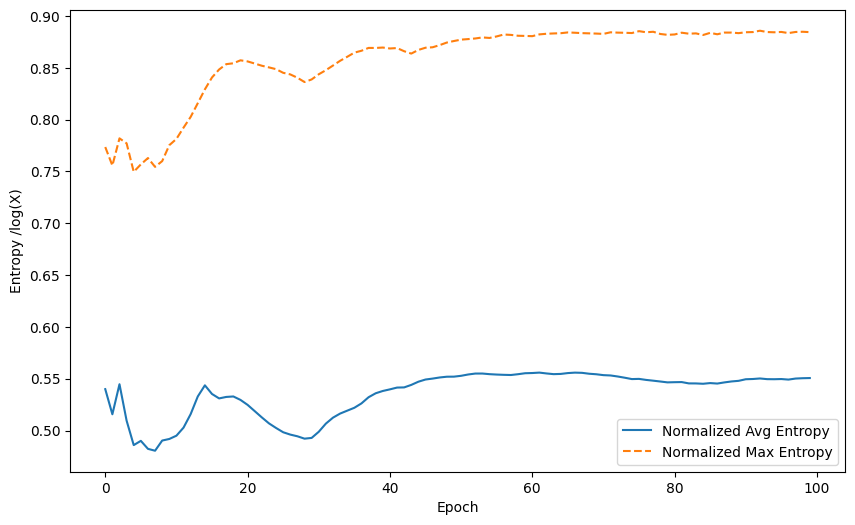 0.90
0.85
0.80
0.75
0.70
0.65
0.60
0.55
0.50
Entropy /log(X)
0 20 40 60 80 100
Epoch
Normalized Avg Entropy
Normalized Max Entropy